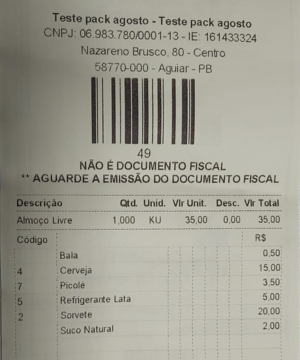 Teste pack agosto - Teste pack agosto
CNPJ: 06.983.780/0001-13 - IE: 161433324
Nazareno Brusco, 80 - Centro
58770-000 - Aguiar - PB
49
NÃO É DOCUMENTO FISCAL
** AGUARDE A EMISSÃO DO DOCUMENTO FISCAL
Descrição Qtd. Unid. Vlr Unit. Desc. Vlr Total
Almoço Livre 1,000 KU 35,00 0.00 35,00
Código R$
Bala 0,50
4 Cerveja 15,00
7 Picolé 3,50
5 Refrigerante Lata 5,00
2 Sorvete 20,00
Suco Natural 2,00